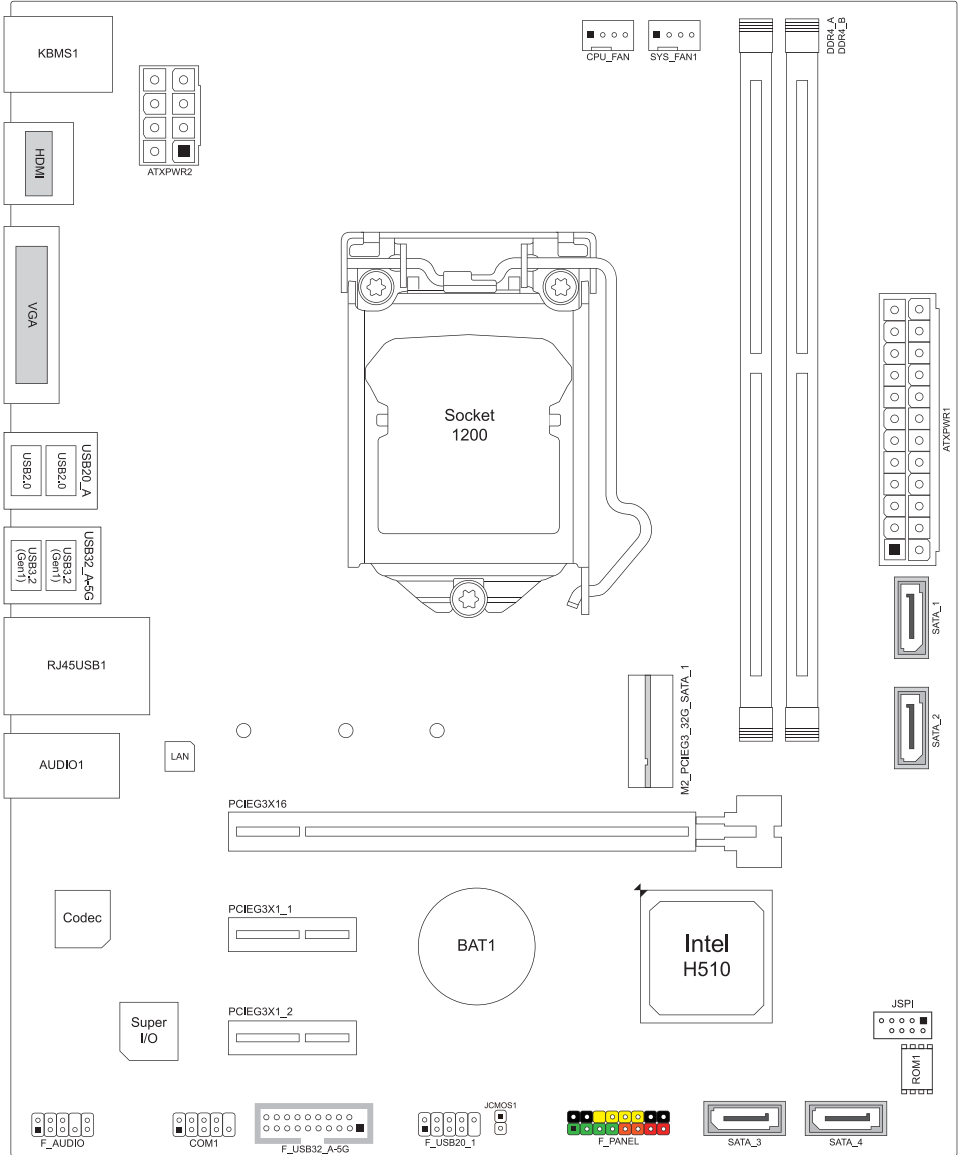 KBMS1
CPU_FAN
SYS_FAN1
DDR4_A
DDR4_B
HDMI
ATXPWR2
VGA
Socket
1200
ATXPWR1
USB20_A
USB2.0
USB2.0
USB32_A-5G
USB3.2
(Gen1)
USB3.2
(Gen1)
SATA_1
RJ45USB1
M2_PCIEG3_32G_SATA_1
SATA_2
LAN
AUDIO1
PCIEG3X16
Codec
PCIEG3X1_1
BAT1
Intel
H510
PCIEG3X1_2
Super
I/O
JSPI
ROM1
F_AUDIO
COM1
F_USB32_A-5G
F_USB20_1
JCMOS1
F_PANEL
SATA_3
SATA_4